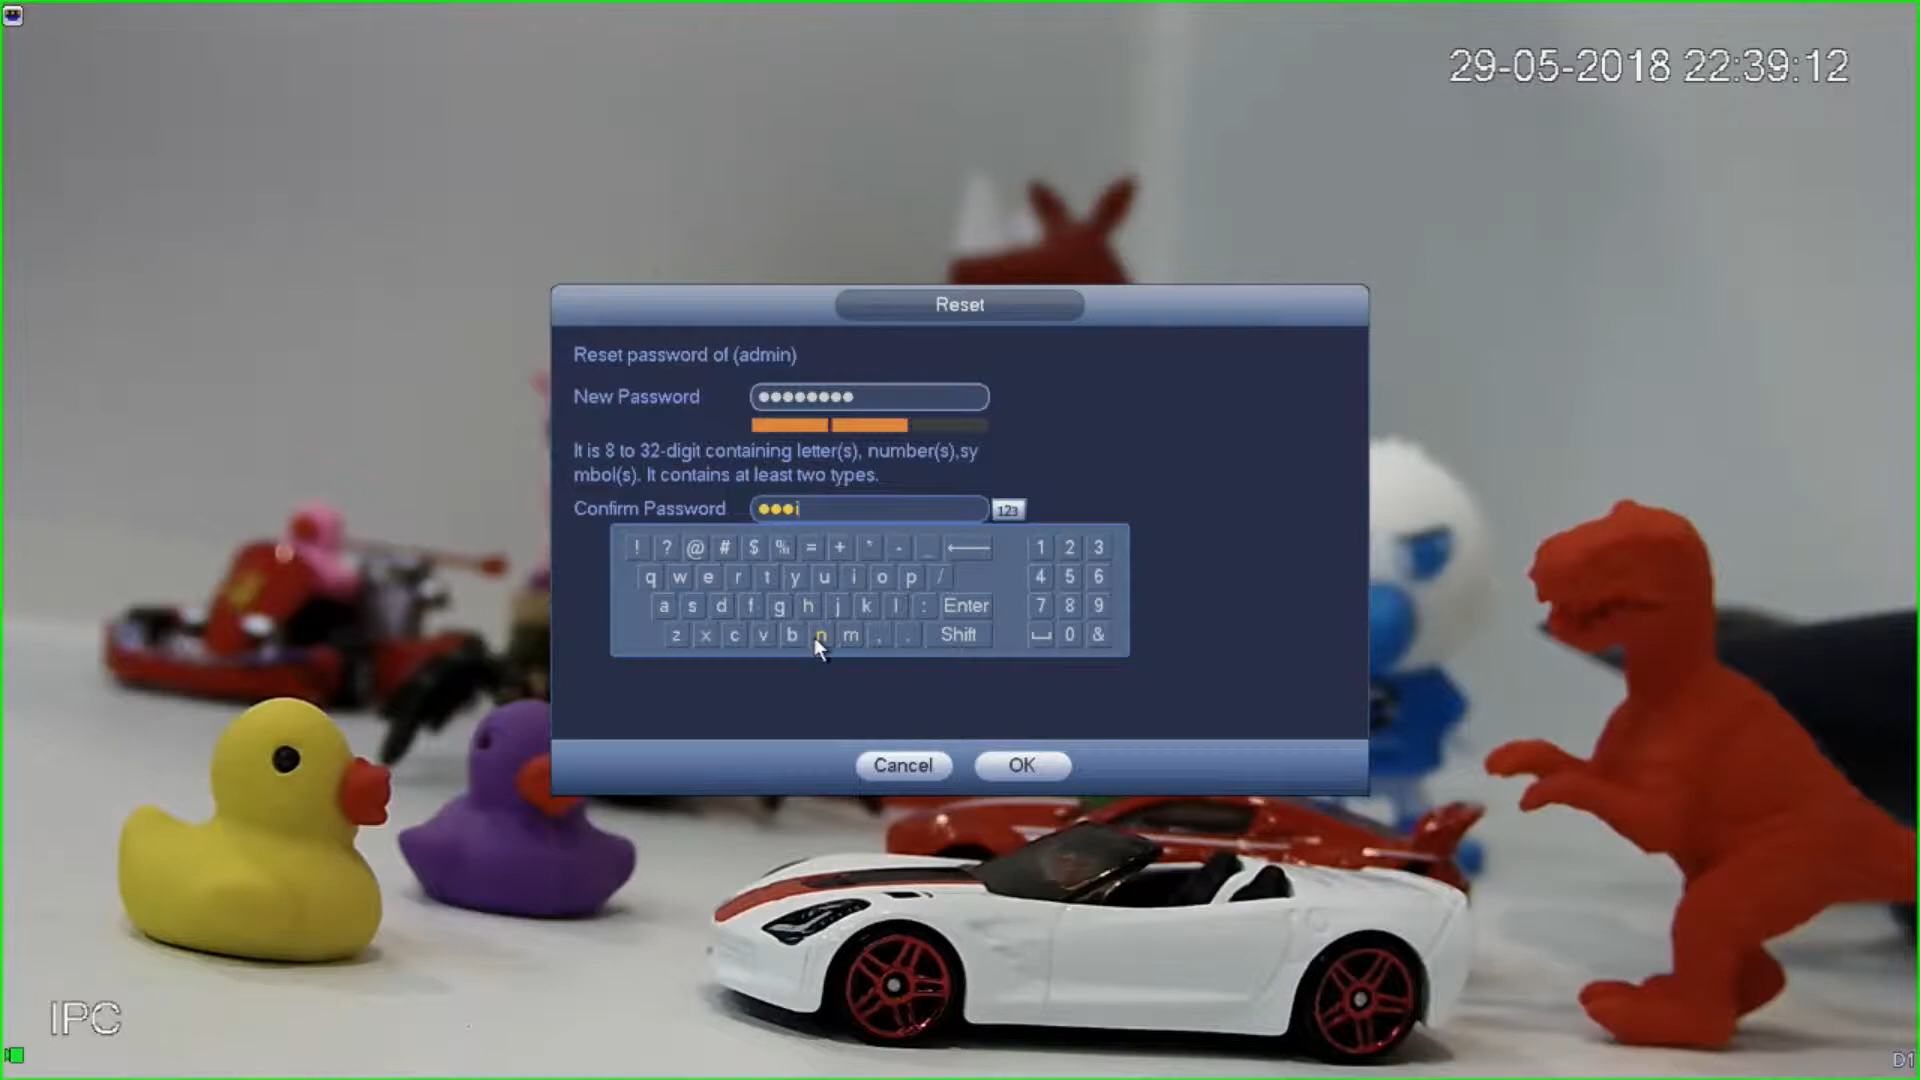 29-05-2018 22:39:12
Reset
Reset password of (admin)
New Password ●●●●●●●●
It is 8 to 32-digit containing letter(s), number(s),sy
mbol(s). It contains at least two types.
Confirm Password ●●●i
123
! ? @ # $ % = + * - _
1 2 3
q w e r t y u i o p /
4 5 6
a s d f g h j k l : Enter
7 8 9
z x c v b n m , . Shift
0 &
Cancel OK
IPC
D1